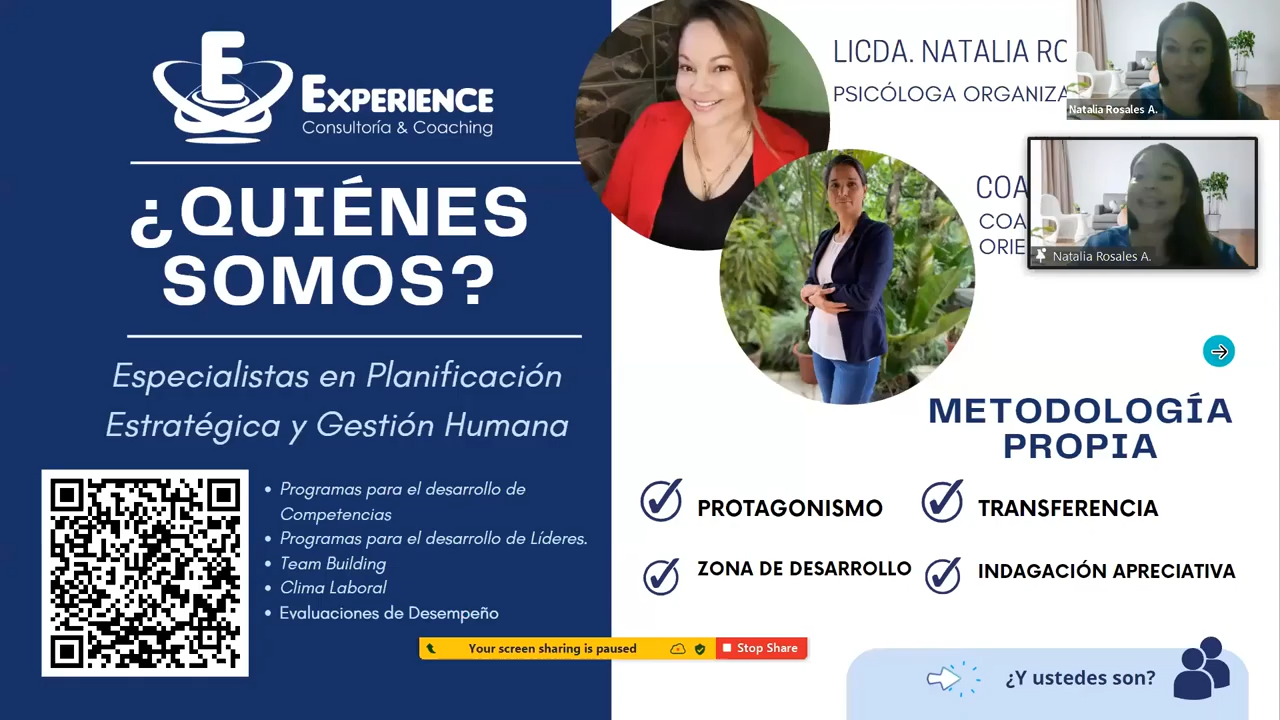 E
EXPERIENCE
Consultoría & Coaching
¿QUIÉNES
SOMOS?
Especialistas en Planificación
Estratégica y Gestión Humana
• Programas para el desarrollo de
Competencias
• Programas para el desarrollo de Líderes.
• Team Building
• Clima Laboral
• Evaluaciones de Desempeño
LICDA. NATALIA RO
PSICÓLOGA ORGANIZA
Natalia Rosales A.
COA
COA
ORIE
Natalia Rosales A.
METODOLOGÍA
PROPIA
PROTAGONISMO
TRANSFERENCIA
ZONA DE DESARROLLO
INDAGACIÓN APRECIATIVA
Your screen sharing is paused
Stop Share
¿Y ustedes son?